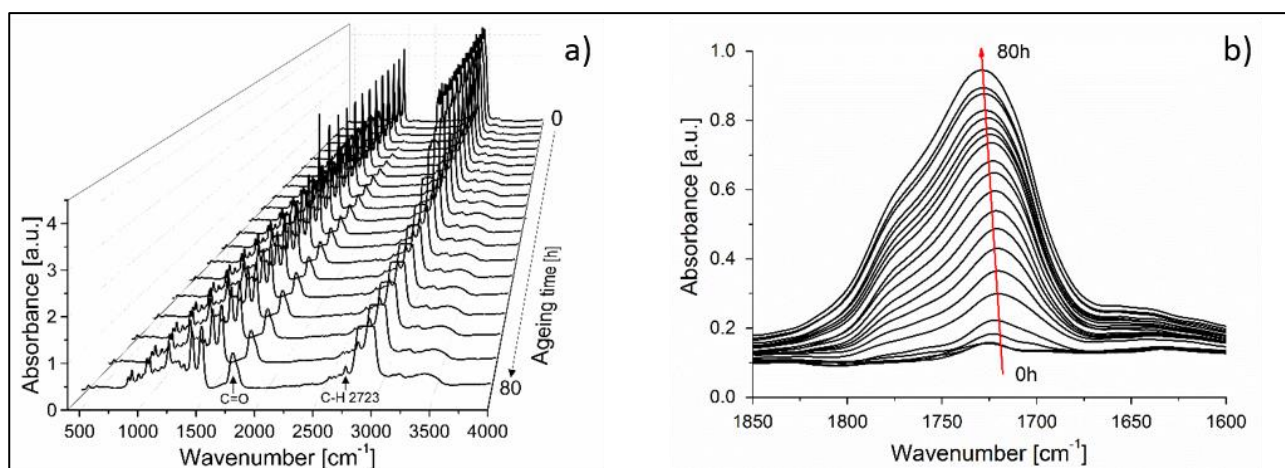 a)
0
Ageing time [h]
80
Absorbance [a.u.]
4
3
2
1
0
C=O
C-H 2723
500 1000 1500 2000 2500 3000 3500 4000
Wavenumber [cm-1]
b)
80h
0h
Absorbance [a.u.]
1.0
0.8
0.6
0.4
0.2
0.0
1850 1800 1750 1700 1650 1600
Wavenumber [cm-1]